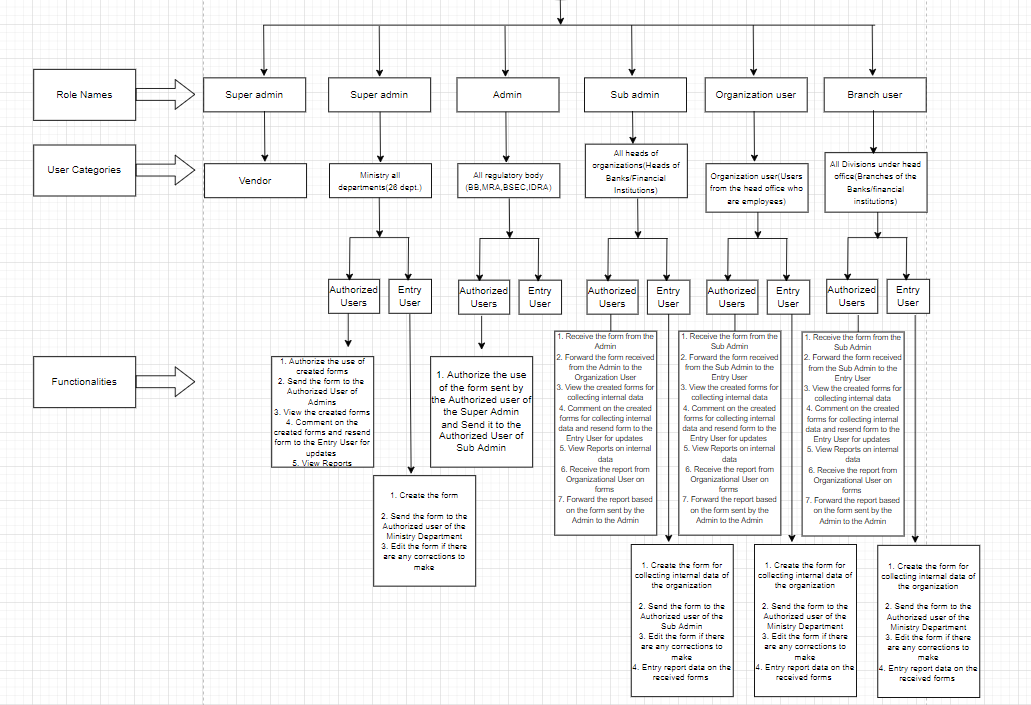 Role Names
Super admin
Super admin
Admin
Sub admin
Organization user
Branch user
User Categories
Vendor
Ministry all
departments(26 dept.)
All regulatory body
(BB,MRA,BSEC,IDRA)
All heads of
organizations(Heads of
Banks/Financial
Institutions)
Organization user(Users
from the head office who
are employees)
All Divisions under head
office(Branches of the
Banks/financial
institutions)
Authorized
Users
Entry
User
Authorized
Users
Entry
User
Authorized
Users
Entry
User
Authorized
Users
Entry
User
Authorized
Users
Entry
User
Functionalities
1. Authorize the use of
created forms
2. Send the form to the
Authorized User of
Admins
3. View the created forms
4. Comment on the
created forms and resend
form to the Entry User for
updates
5. View Reports
1. Create the form
2. Send the form to the
Authorized user of the
Ministry Department
3. Edit the form if there
are any corrections to
make
1. Authorize the use
of the form sent by
the Authorized user of
the Super Admin
and Send it to the
Authorized User of
Sub Admin
1. Receive the form from the
Admin
2. Forward the form received
from the Admin to the
Organization User
3. View the created forms for
collecting internal data
4. Comment on the created
forms for collecting internal
data and resend form to the
Entry User for updates
5. View Reports on internal
data
6. Receive the report from
Organizational User on
forms
7. Forward the report based
on the form sent by the
Admin to the Admin
1. Receive the form from the
Sub Admin
2. Forward the form received
from the Sub Admin to the
Entry User
3. View the created forms for
collecting internal data
4. Comment on the created
forms for collecting internal
data and resend form to the
Entry User for updates
5. View Reports on internal
data
6. Receive the report from
Organizational User on
forms
7. Forward the report based
on the form sent by the
Admin to the Admin
1. Receive the form from the
Sub Admin
2. Forward the form received
from the Sub Admin to the
Entry User
3. View the created forms for
collecting internal data
4. Comment on the created
forms for collecting internal
data and resend form to the
Entry User for updates
5. View Reports on internal
data
6. Receive the report from
Organizational User on
forms
7. Forward the report based
on the form sent by the
Admin to the Admin
1. Create the form for
collecting internal data of
the organization
2. Send the form to the
Authorized user of the
Sub Admin
3. Edit the form if there
are any corrections to
make
4. Entry report data on the
received forms
1. Create the form for
collecting internal data of
the organization
2. Send the form to the
Authorized user of the
Ministry Department
3. Edit the form if there
are any corrections to
make
4. Entry report data on the
received forms
1. Create the form for
collecting internal data of
the organization
2. Send the form to the
Authorized user of the
Ministry Department
3. Edit the form if there
are any corrections to
make
4. Entry report data on the
received forms